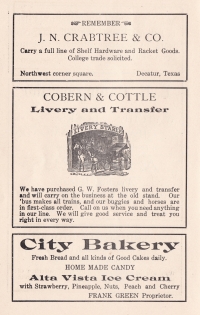 REMEMBER
J. N. CRABTREE & CO.
Carry a full line of Shelf Hardware and Racket Goods.
College trade solicited.
Northwest corner square. Decatur, Texas
COBERN & COTTLE
Livery and Transfer
LIVERY STABLE
We have purchased G. W. Fosters livery and transfer
and will carry on the business at the old stand. Our
'bus makes all trains, and our buggies and horses are
in first-class order. Call on us when you need anything
in our line. We will give good service and treat you
right in every way.
City Bakery
Fresh Bread and all kinds of Good Cakes daily.
HOME MADE CANDY
Alta Vista Ice Cream
with Strawberry, Pineapple, Nuts, Peach and Cherry
FRANK GREEN Proprietor.